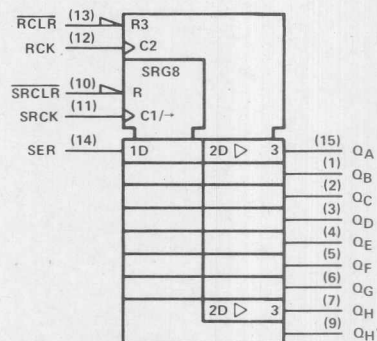 RCLR (13) R3
RCK (12) C2
SRG8
SRCLR (10) R
SRCK (11) C1/→
SER (14) 1D 2D ▷ 3 (15) QA
(1) QB
(2) QC
(3) QD
(4) QE
(5) QF
(6) QG
2D ▷ 3 (7) QH
(9) QH'